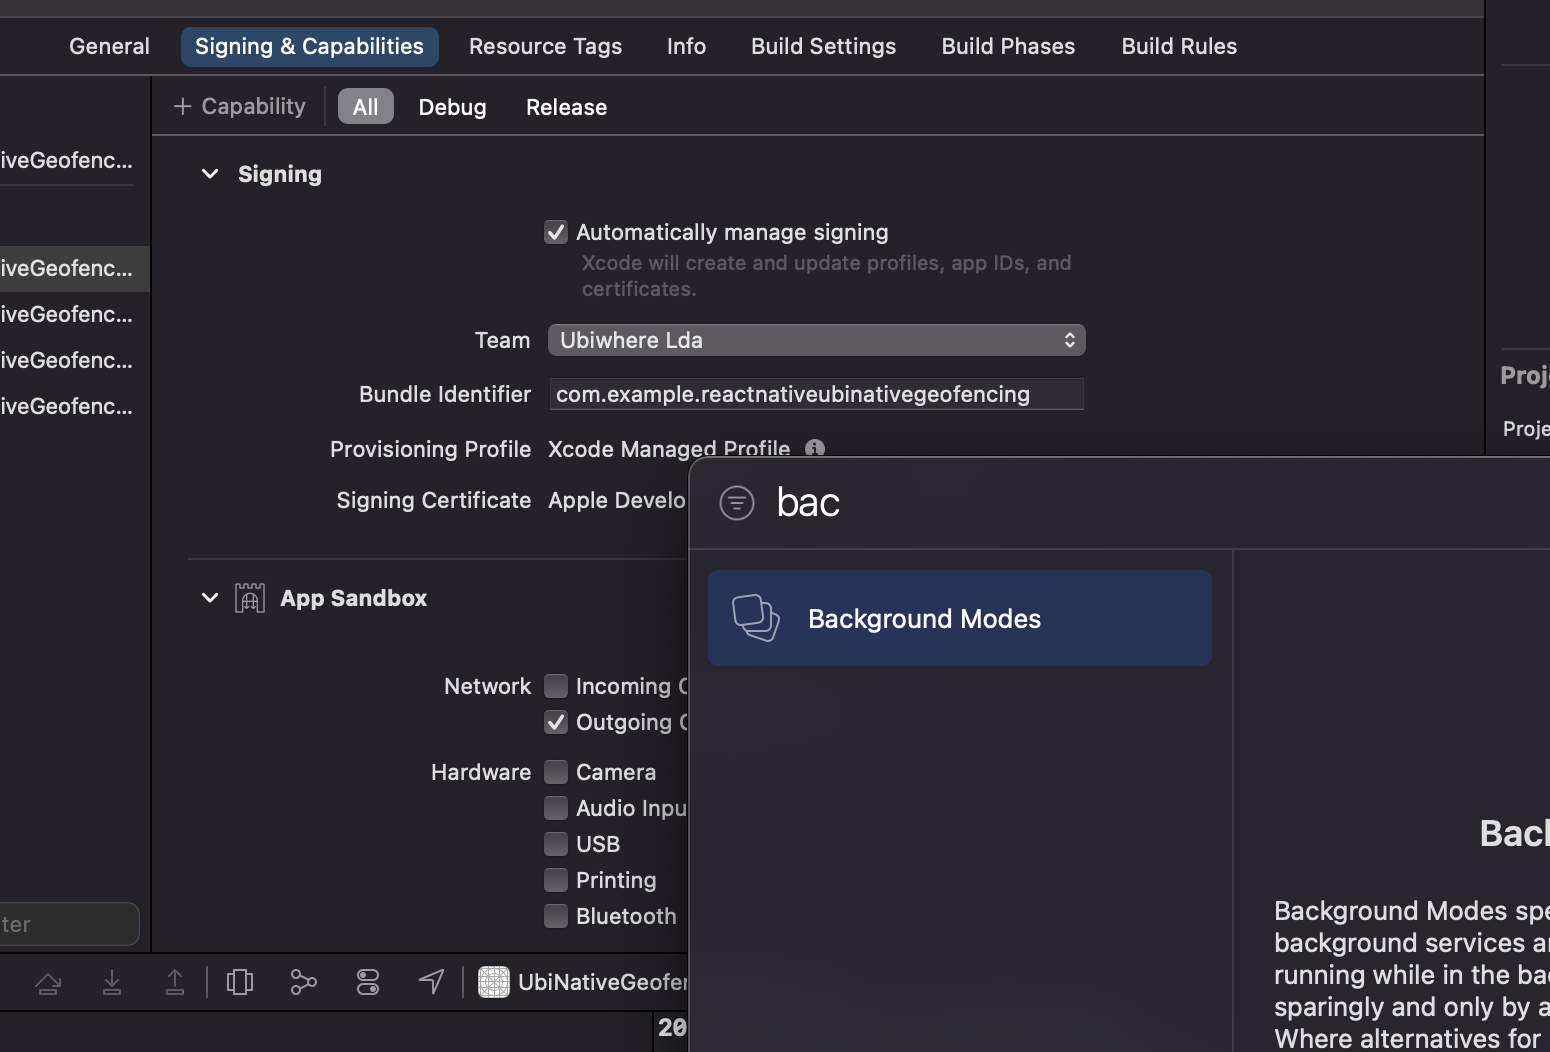 General Signing & Capabilities Resource Tags Info Build Settings Build Phases Build Rules
+ Capability All Debug Release
iveGeofenc...
iveGeofenc...
iveGeofenc...
iveGeofenc...
iveGeofenc...
ter
Signing
Automatically manage signing
Xcode will create and update profiles, app IDs, and
certificates.
Team Ubiwhere Lda
Bundle Identifier com.example.reactnativeubinativegeofencing
Provisioning Profile Xcode Managed Profile
Signing Certificate Apple Develo
App Sandbox
Network Incoming C
Outgoing C
Hardware Camera
Audio Inpu
USB
Printing
Bluetooth
UbiNativeGeofen
20
Proj
Proje
bac
Background Modes
Back
Background Modes spe
background services an
running while in the bac
sparingly and only by a
Where alternatives for